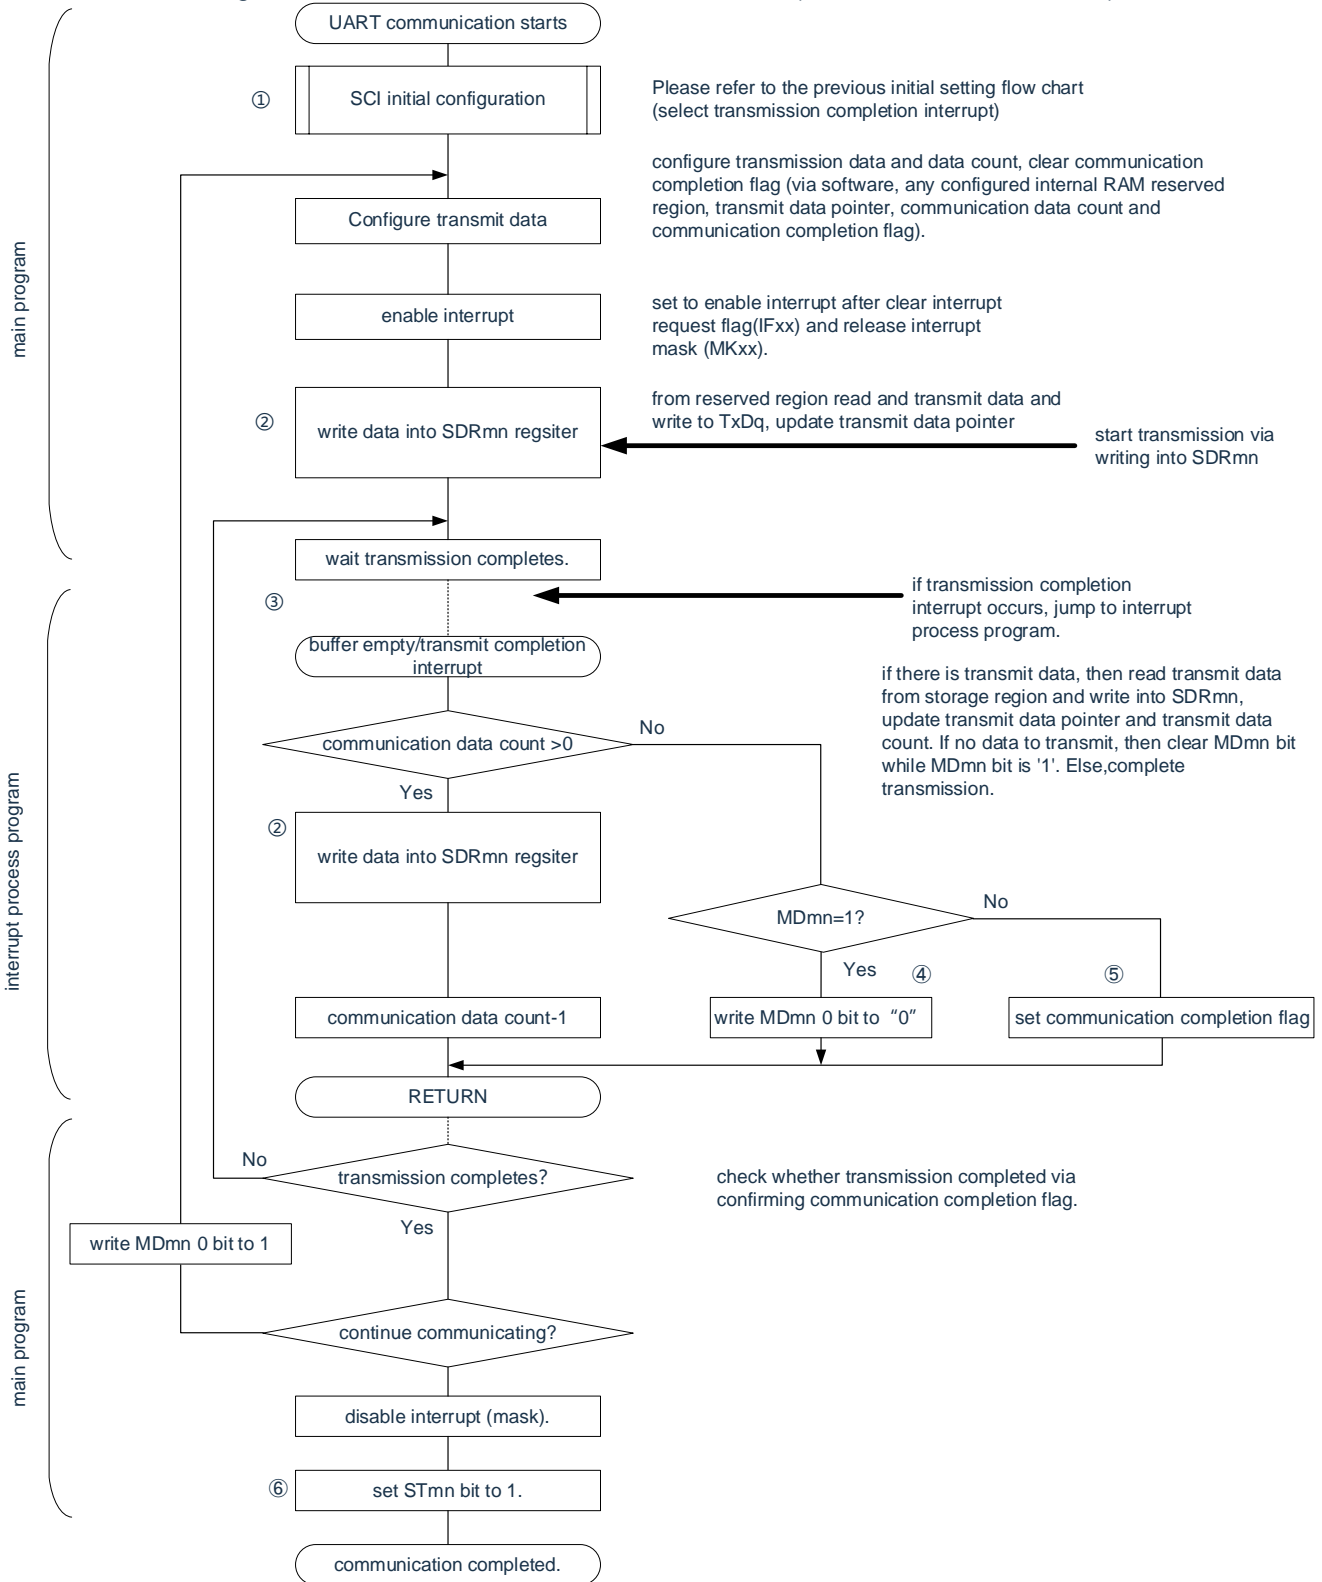 UART communication starts
①
SCI initial configuration
Please refer to the previous initial setting flow chart
(select transmission completion interrupt)
configure transmission data and data count, clear communication
completion flag (via software, any configured internal RAM reserved
region, transmit data pointer, communication data count and
communication completion flag).
Configure transmit data
main program
enable interrupt
set to enable interrupt after clear interrupt
request flag(IFxx) and release interrupt
mask (MKxx).
②
write data into SDRmn regsiter
from reserved region read and transmit data and
write to TxDq, update transmit data pointer
start transmission via
writing into SDRmn
wait transmission completes.
③
if transmission completion
interrupt occurs, jump to interrupt
process program.
buffer empty/transmit completion
interrupt
if there is transmit data, then read transmit data
from storage region and write into SDRmn,
update transmit data pointer and transmit data
count. If no data to transmit, then clear MDmn bit
while MDmn bit is '1'. Else,complete
transmission.
communication data count >0
No
Yes
interrupt process program
②
write data into SDRmn regsiter
MDmn=1?
No
Yes
④
⑤
communication data count-1
write MDmn 0 bit to “0”
set communication completion flag
RETURN
No
transmission completes?
check whether transmission completed via
confirming communication completion flag.
Yes
write MDmn 0 bit to 1
main program
continue communicating?
disable interrupt (mask).
⑥
set STmn bit to 1.
communication completed.